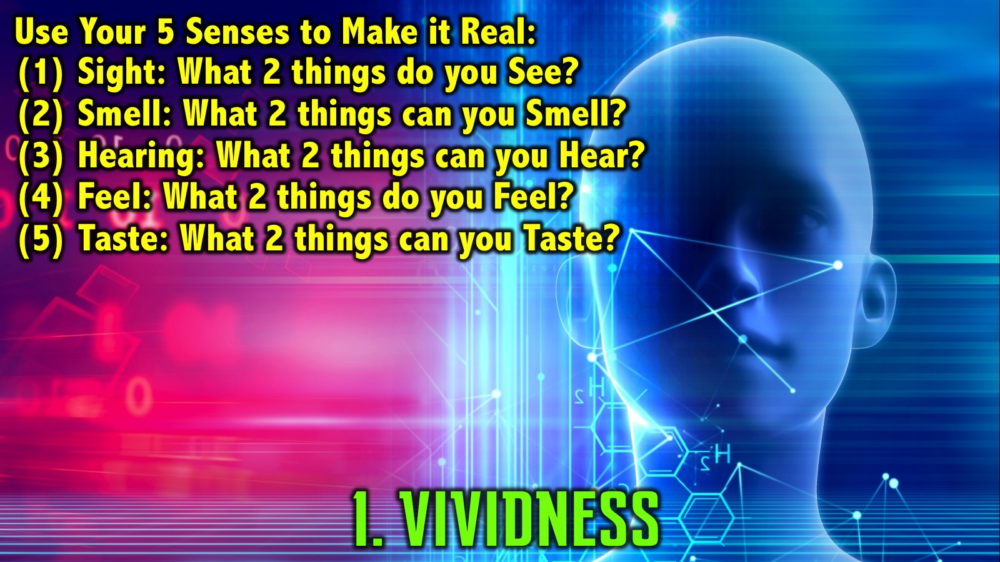 Use Your 5 Senses to Make it Real:
(1) Sight: What 2 things do you See?
(2) Smell: What 2 things can you Smell?
(3) Hearing: What 2 things can you Hear?
(4) Feel: What 2 things do you Feel?
(5) Taste: What 2 things can you Taste?
1. VIVIDNESS